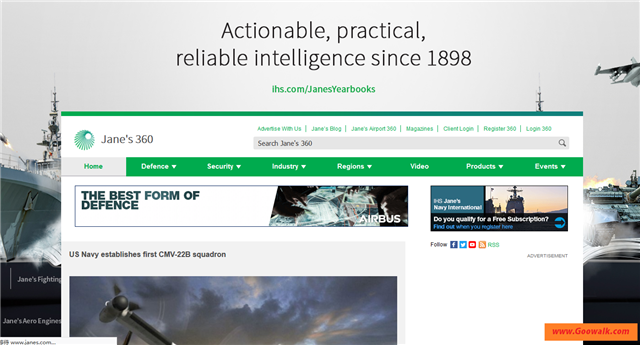 Actionable, practical,
reliable intelligence since 1898
ihs.com/JanesYearbooks
Advertise With Us | Jane's Blog | Jane's Airport 360 | Magazines | Client Login | Register 360 | Login 360
Jane's 360
Search Jane's 360
Home Defence Security Industry Regions Video Products Events
THE BEST FORM OF
DEFENCE
AIRBUS
IHS Jane's
Navy International
Do you qualify for a Free Subscription?
Find out when you register here
Follow RSS
ADVERTISEMENT
US Navy establishes first CMV-22B squadron
Jane's Fighting
Jane's Aero Engines
www.janes.com...
www.Goowalk.com